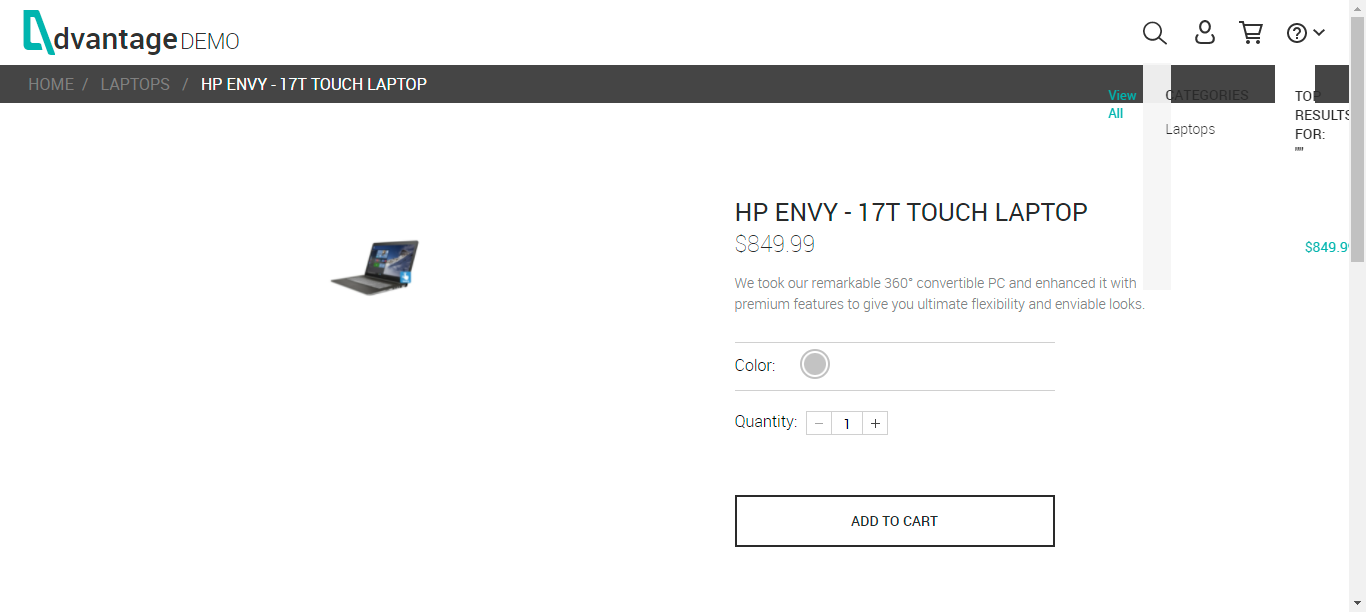 dvantage DEMO
HOME / LAPTOPS / HP ENVY - 17T TOUCH LAPTOP
View
All
CATEGORIES
Laptops
TOP
RESULTS
FOR:
""
$849.99
HP ENVY - 17T TOUCH LAPTOP
$849.99
We took our remarkable 360° convertible PC and enhanced it with
premium features to give you ultimate flexibility and enviable looks.
Color:
Quantity: − 1 +
ADD TO CART